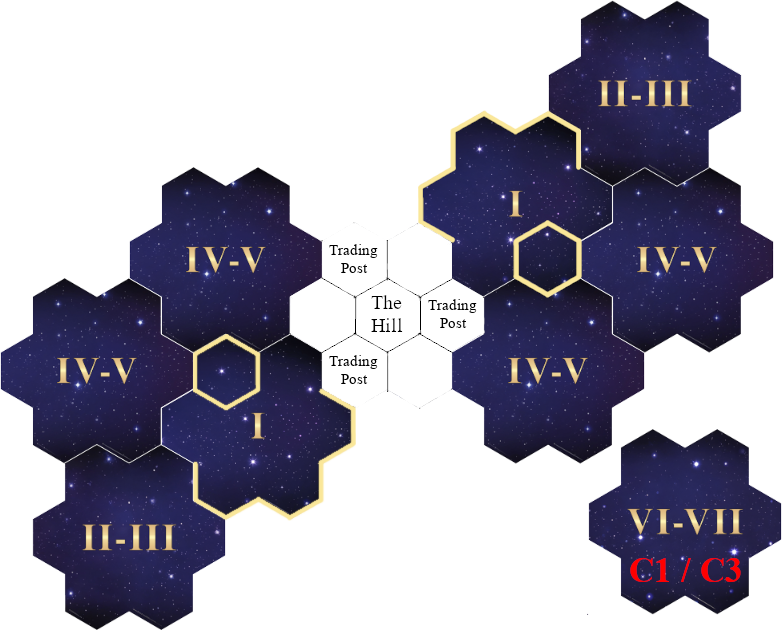 II-III
I
IV-V
Trading
Post
IV-V
The
Hill
Trading
Post
IV-V
Trading
Post
IV-V
I
II-III
VI-VII
C1 / C3